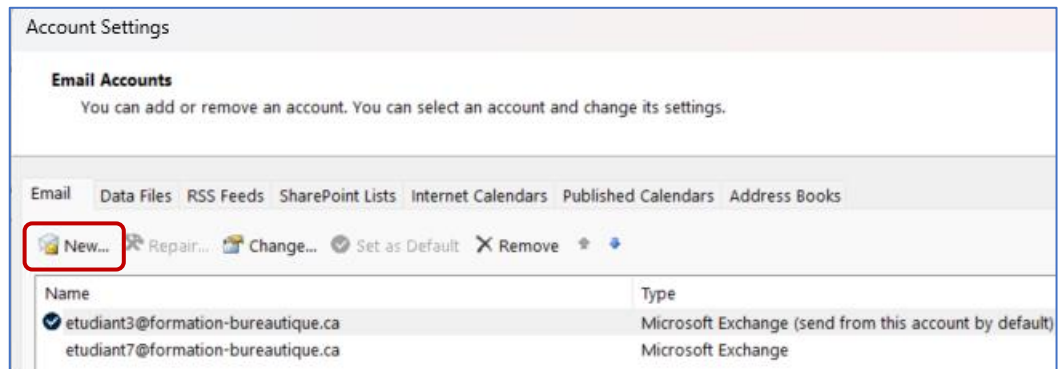 Account Settings
Email Accounts
You can add or remove an account. You can select an account and change its settings.
Email Data Files RSS Feeds SharePoint Lists Internet Calendars Published Calendars Address Books
New... Repair... Change... Set as Default Remove
Name Type
etudiant3@formation-bureautique.ca Microsoft Exchange (send from this account by default)
etudiant7@formation-bureautique.ca Microsoft Exchange